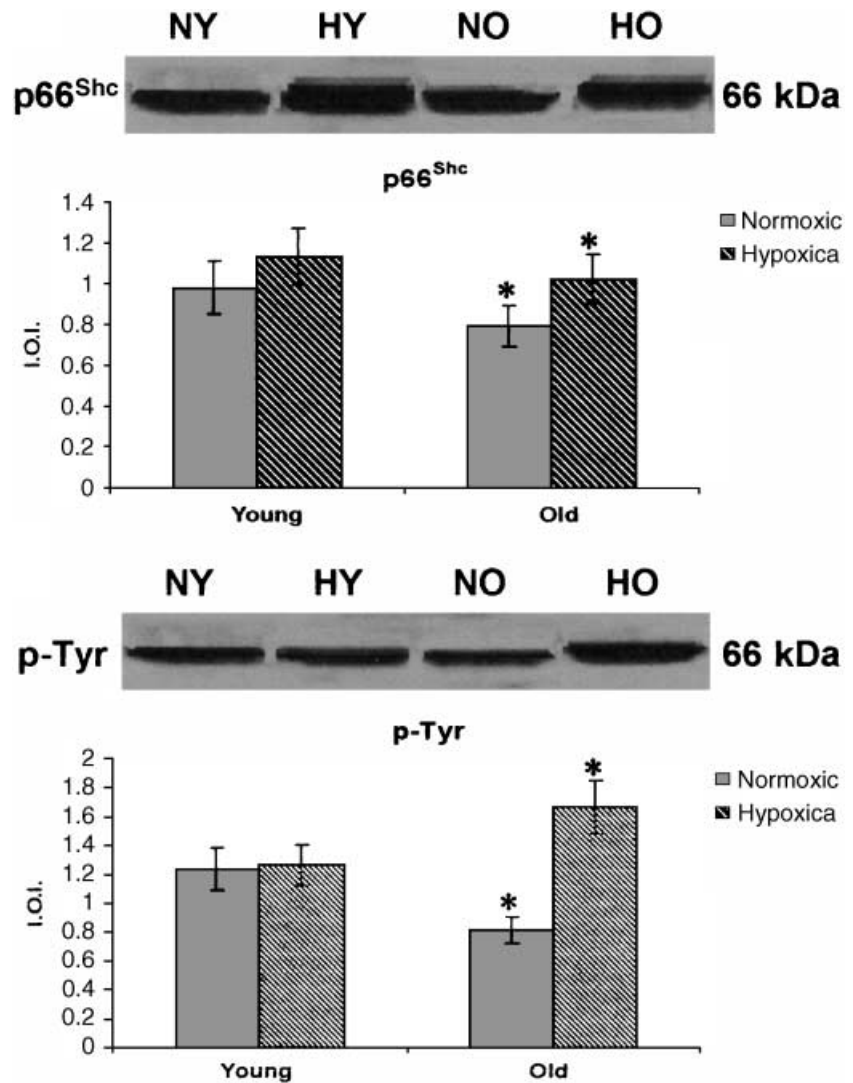 NY HY NO HO
p66Shc 66 kDa
p66Shc
1.4
1.2
1
0.8
0.6
0.4
0.2
0
I.O.I.
* * *
Normoxic
Hypoxica
Young Old
NY HY NO HO
p-Tyr 66 kDa
p-Tyr
2
1.8
1.6
1.4
1.2
1
0.8
0.6
0.4
0.2
0
I.O.I.
* *
Normoxic
Hypoxica
Young Old